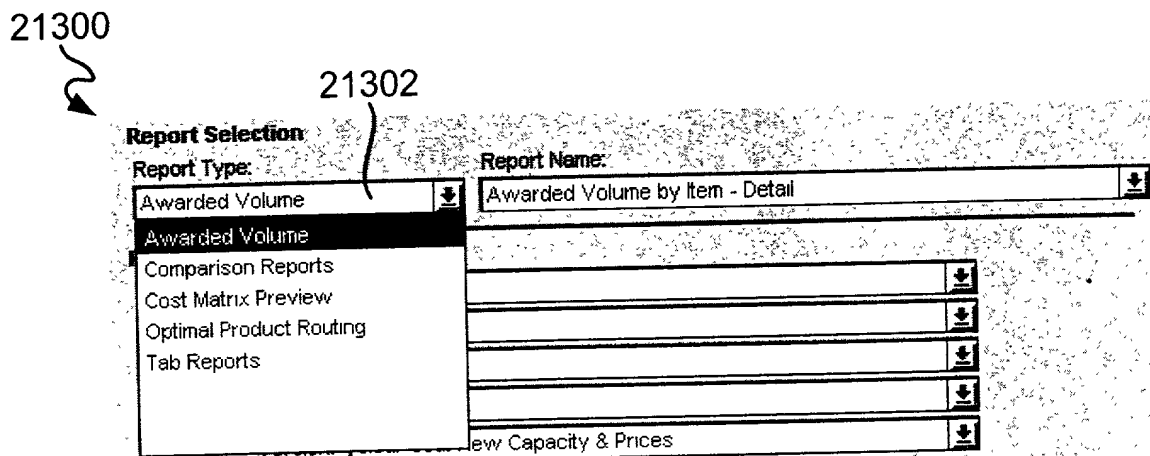 21300
21302
Report Selection
Report Type:
Report Name:
Awarded Volume
Awarded Volume by Item - Detail
Awarded Volume
Comparison Reports
Cost Matrix Preview
Optimal Product Routing
Tab Reports
Capacity & Prices